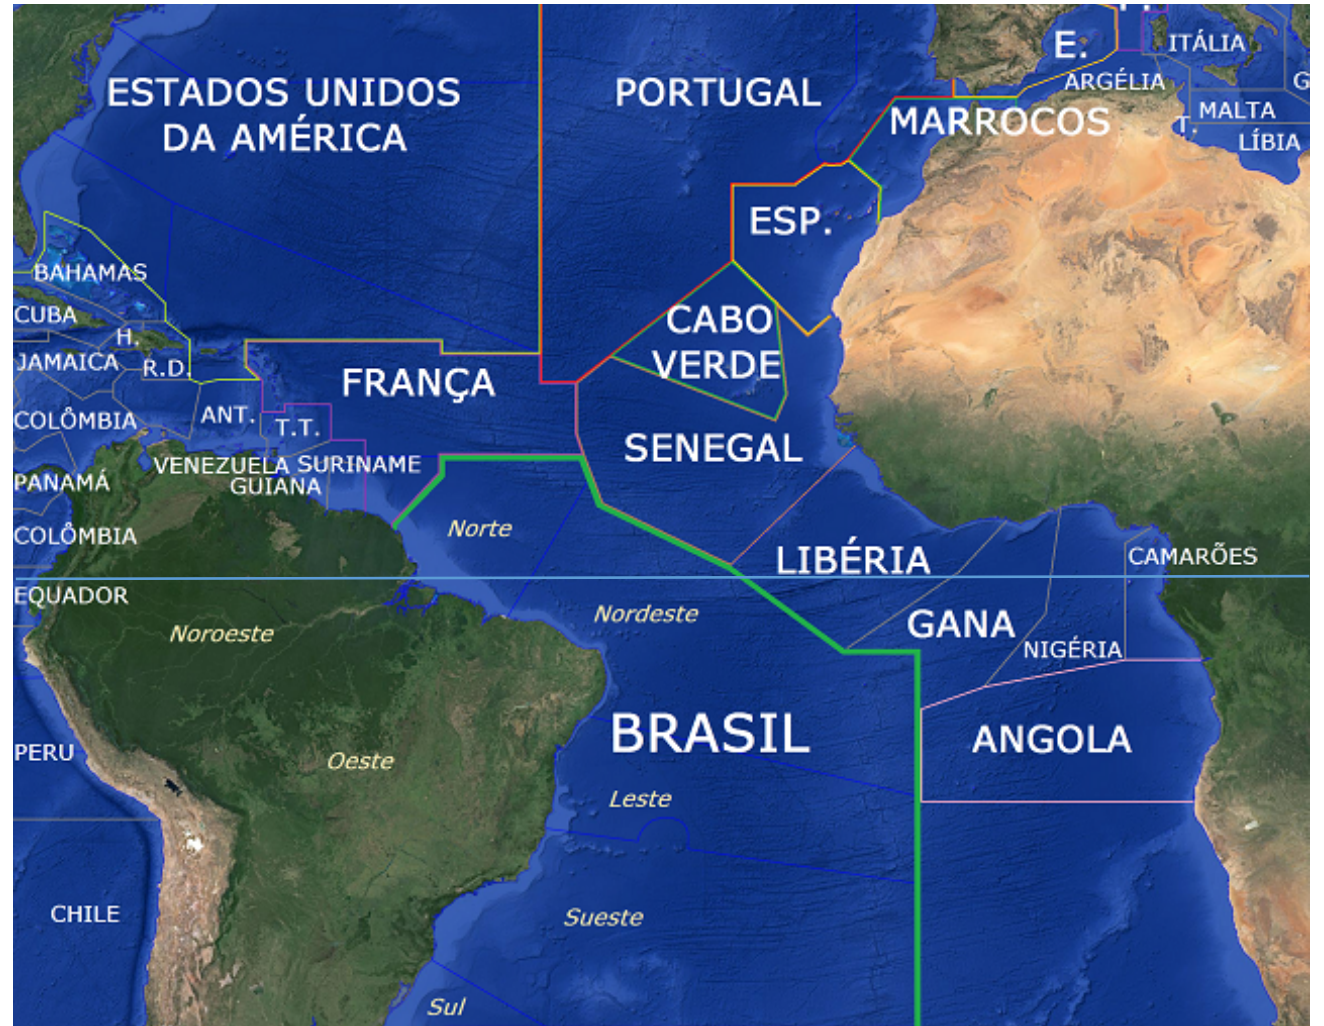 E.
ITÁLIA
ESTADOS UNIDOS
DA AMÉRICA
PORTUGAL
ARGÉLIA
G
MARROCOS
MALTA
T.
LÍBIA
ESP.
BAHAMAS
CUBA
H.
CABO
VERDE
JAMAICA
R.D.
FRANÇA
COLÔMBIA
ANT.
T.T.
SENEGAL
VENEZUELA
SURINAME
GUIANA
PANAMÁ
Norte
COLÔMBIA
LIBÉRIA
CAMARÕES
EQUADOR
Nordeste
Noroeste
GANA
NIGÉRIA
BRASIL
ANGOLA
PERU
Oeste
Leste
CHILE
Sueste
Sul